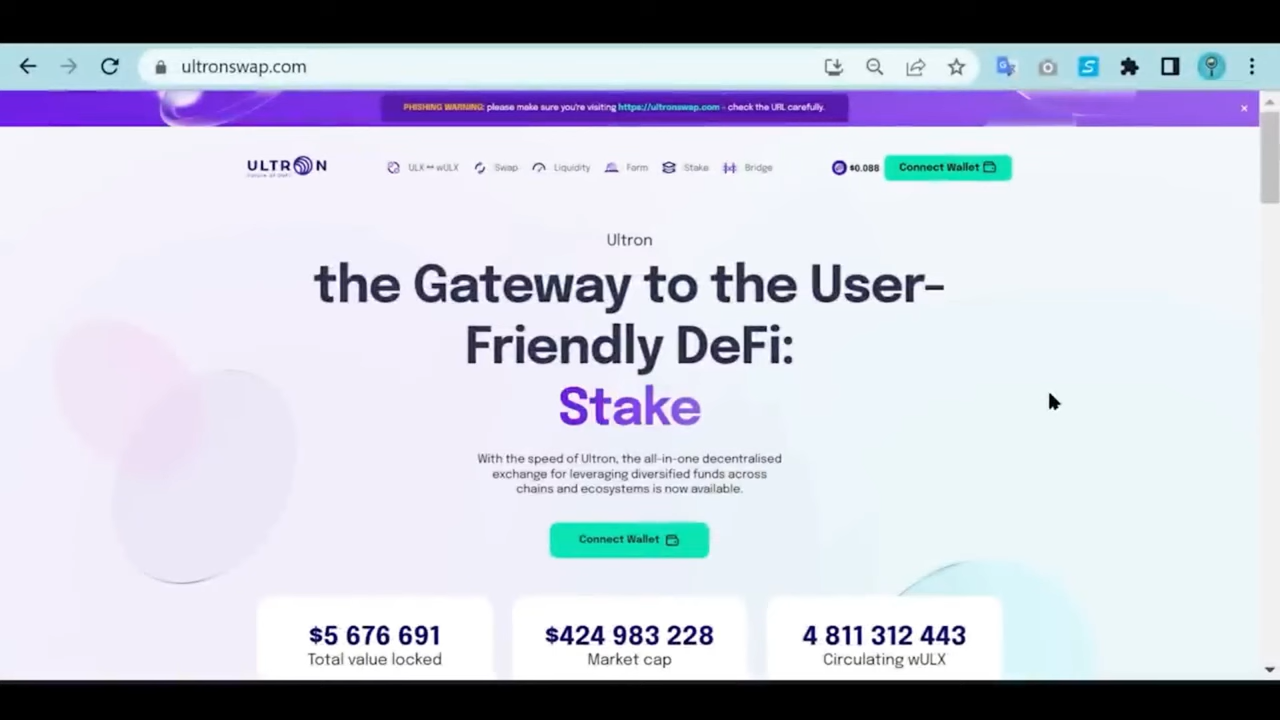 ultronswap.com
PHISHING WARNING: please make sure you're visiting https://ultronswap.com - check the URL carefully.
ULTRON
Future of DeFi
ULX ↔ wULX Swap Liquidity Farm Stake Bridge
$0.088 Connect Wallet
Ultron
the Gateway to the User-
Friendly DeFi:
Stake
With the speed of Ultron, the all-in-one decentralised
exchange for leveraging diversified funds across
chains and ecosystems is now available.
Connect Wallet
$5 676 691 $424 983 228 4 811 312 443
Total value locked Market cap Circulating wULX